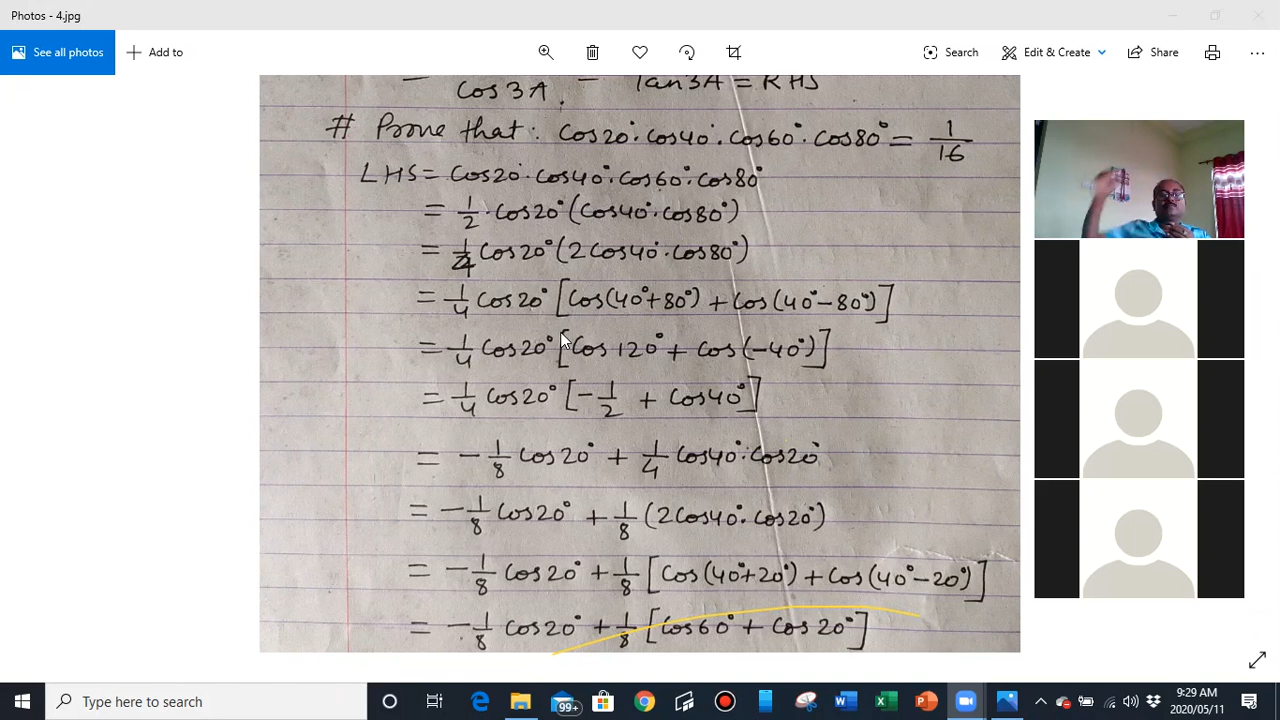 Photos - 4.jpg
See all photos
Add to
Search
Edit & Create
Share
cos3A = Tan3A = RHS
# Prove that: cos20°·cos40°·cos60°·cos80° = 1/16
LHS = cos20°·cos40°·cos60°·cos80°
= 1/2·cos20°(cos40°·cos80°)
= 1/4 cos20°(2cos40°·cos80°)
= 1/4 cos20°[cos(40°+80°) + cos(40°-80°)]
= 1/4 cos20°[cos120° + cos(-40°)]
= 1/4 cos20°[-1/2 + cos40°]
= -1/8 cos20° + 1/4 cos40°·cos20°
= -1/8 cos20° + 1/8 (2cos40°·cos20°)
= -1/8 cos20° + 1/8 [cos(40°+20°) + cos(40°-20°)]
= -1/8 cos20° + 1/8 [cos60° + cos20°]
Type here to search
99+
9:29 AM
2020/05/11